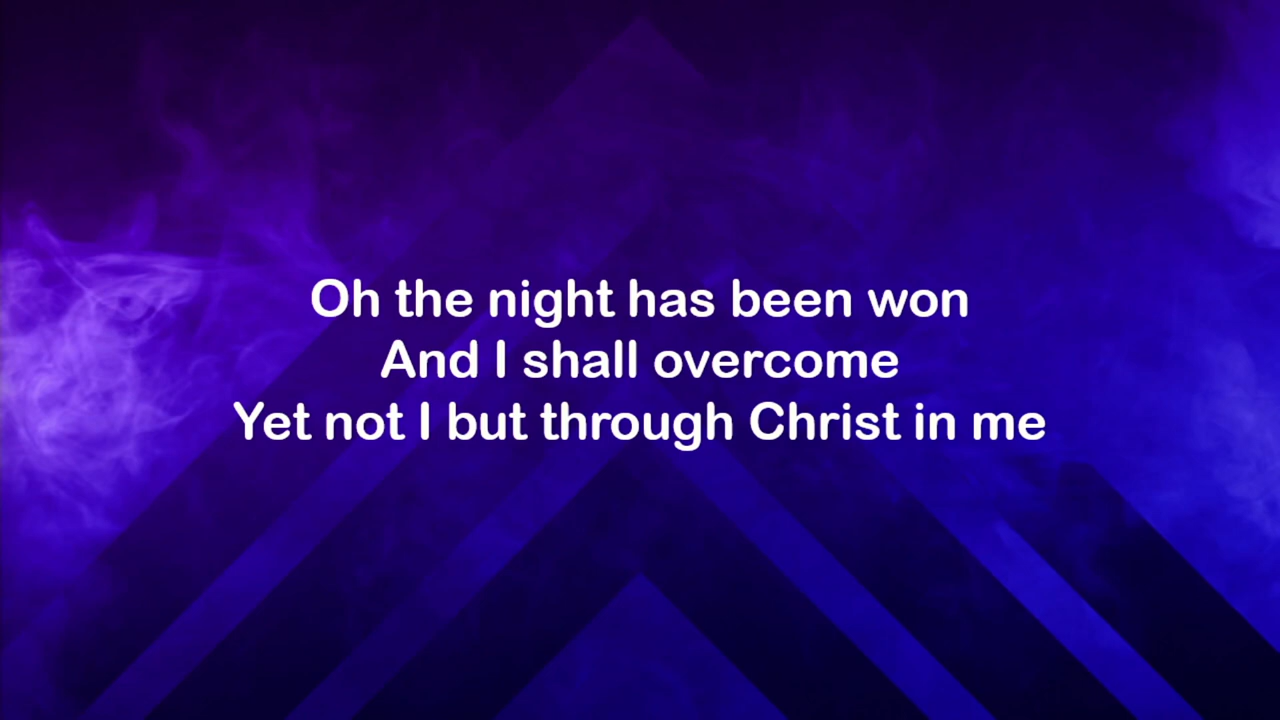 Oh the night has been won
And I shall overcome
Yet not I but through Christ in me